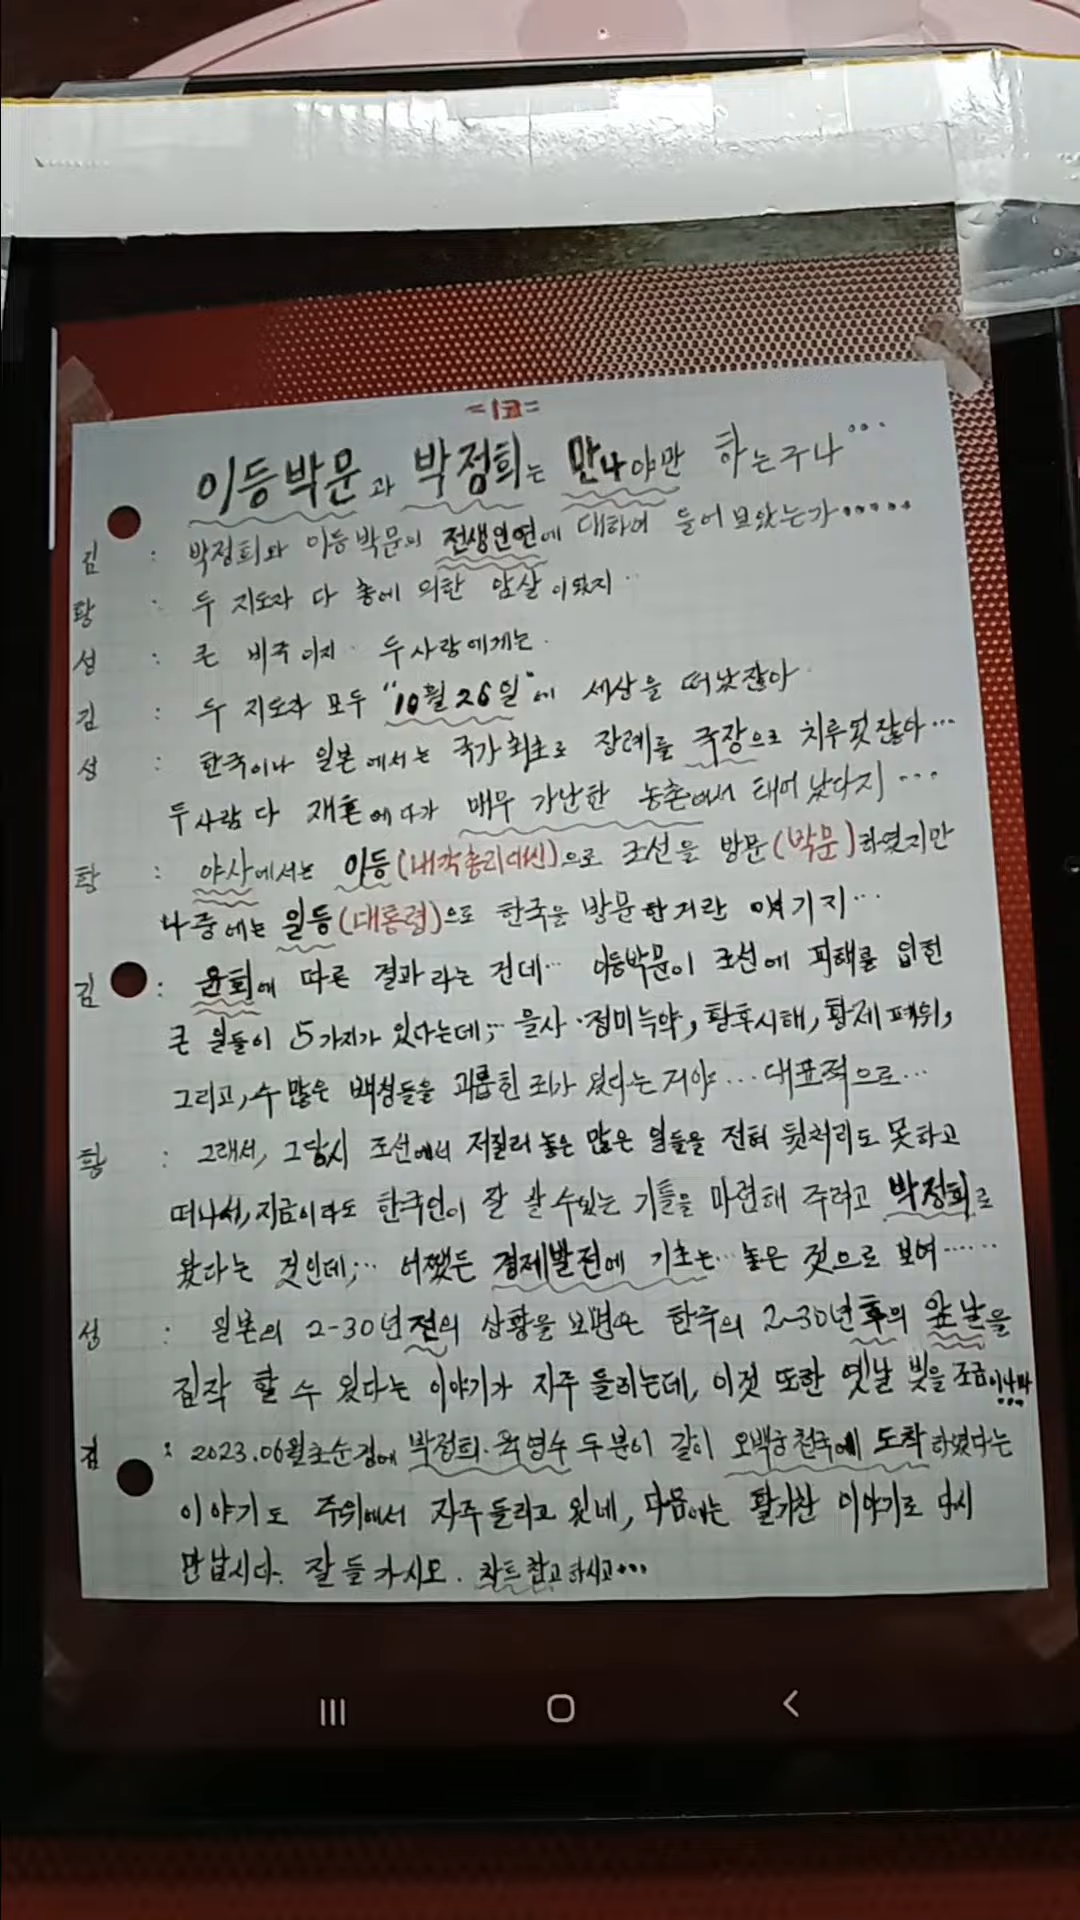 =1교=
이등박문과 박정희는 만나야만 하는구나...
김 : 박정희와 이등박문의 전생인연에 대하여 들어 보았는가.....
황 : 두 지도자 다 총에 의한 암살 이었지..
성 : 큰 비극 이지. 두 사람에게는.
김 : 두 지도자 모두 "10월 26일"에 세상을 떠났잖아.
성 : 한국이나 일본에서는 국가 최초로 장례를 국장으로 치루었잖아...
두 사람 다 재혼에다가 매우 가난한 농촌에서 태어 났다지...
황 : 야사에서는 이등(내각총리대신)으로 조선을 방문(박문)하였지만
나중에는 일등(대통령)으로 한국을 방문한거란 얘기지...
김 : 윤회에 따른 결과라는 건데... 이등박문이 조선에 피해를 입힌
큰 일들이 5가지가 있다는데;... 을사·정미늑약, 황후시해, 황제 폐위,
그리고, 수 많은 백성들을 괴롭힌 죄가 있다는 거야... 대표적으로...
황 : 그래서, 그당시 조선에서 저질러 놓은 많은 일들을 전혀 뒷처리도 못하고
떠나서, 지금이라도 한국인이 잘 살 수있는 기틀을 마련해 주려고 박정희로
왔다는 것인데;... 어쨌든 경제발전에 기초는... 놓은 것으로 보여......
성 : 일본의 2-30년전의 상황을 보면은 한국의 2-30년후의 앞날을
짐작 할 수 있다는 이야기가 자주 들리는데, 이것 또한 옛날 빚을 조금이나마...
김 : 2023.06월초순경에 박정희·육영수 두분이 같이 오백궁 천국에 도착하였다는
이야기도 주위에서 자주 들리고 있네, 다음에는 활기찬 이야기로 다시
만납시다. 잘 들 가시오. 차트 참고 하시고...